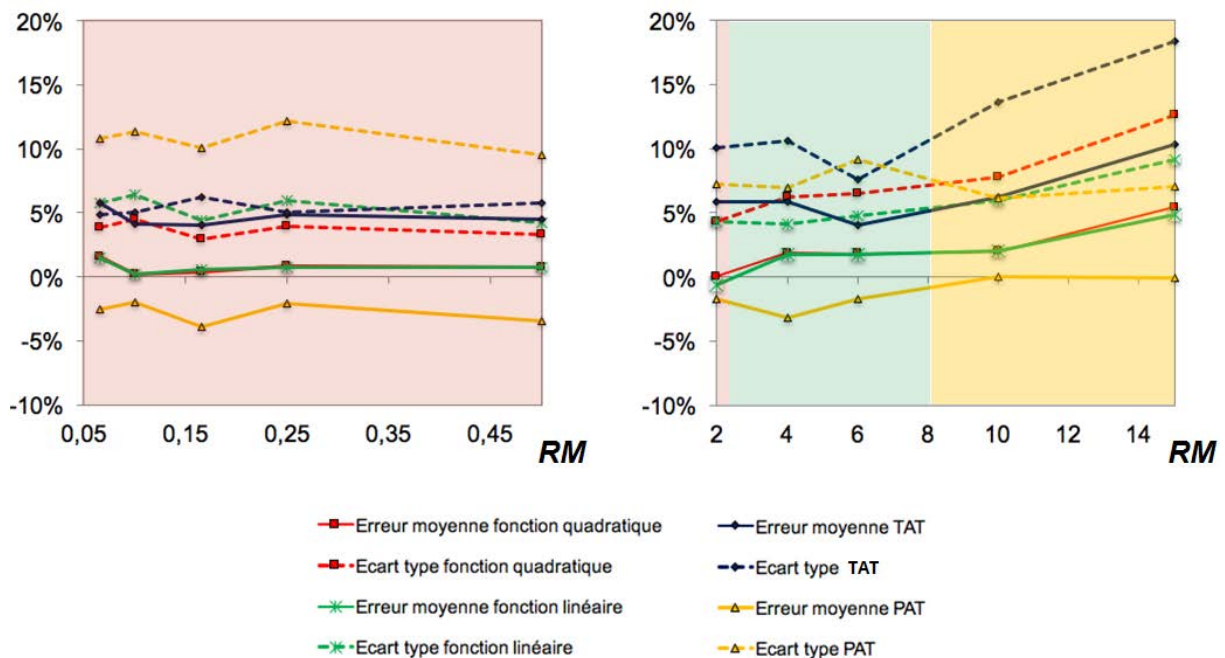 20%
15%
10%
5%
0%
-5%
-10%
0,05
0,15
0,25
0,35
0,45
RM
20%
15%
10%
5%
0%
-5%
-10%
2
4
6
8
10
12
14
RM
Erreur moyenne fonction quadratique
Ecart type fonction quadratique
Erreur moyenne fonction linéaire
Ecart type fonction linéaire
Erreur moyenne TAT
Ecart type TAT
Erreur moyenne PAT
Ecart type PAT